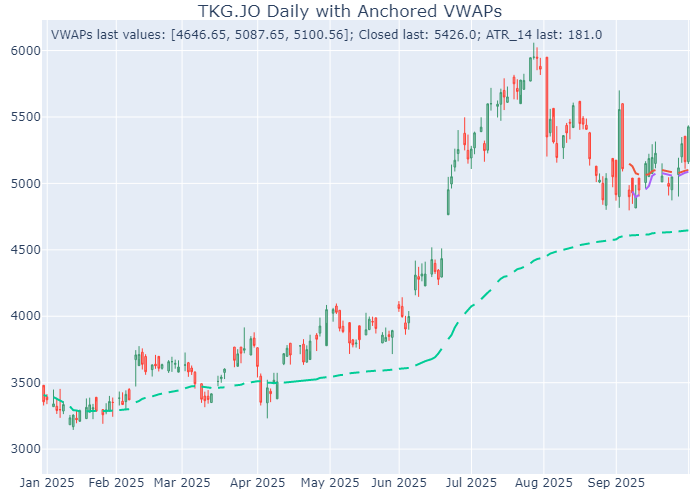 TKG.JO Daily with Anchored VWAPs
VWAPs last values: [4646.65, 5087.65, 5100.56]; Closed last: 5426.0; ATR_14 last: 181.0
6000
5500
5000
4500
4000
3500
3000
Jan 2025 Feb 2025 Mar 2025 Apr 2025 May 2025 Jun 2025 Jul 2025 Aug 2025 Sep 2025